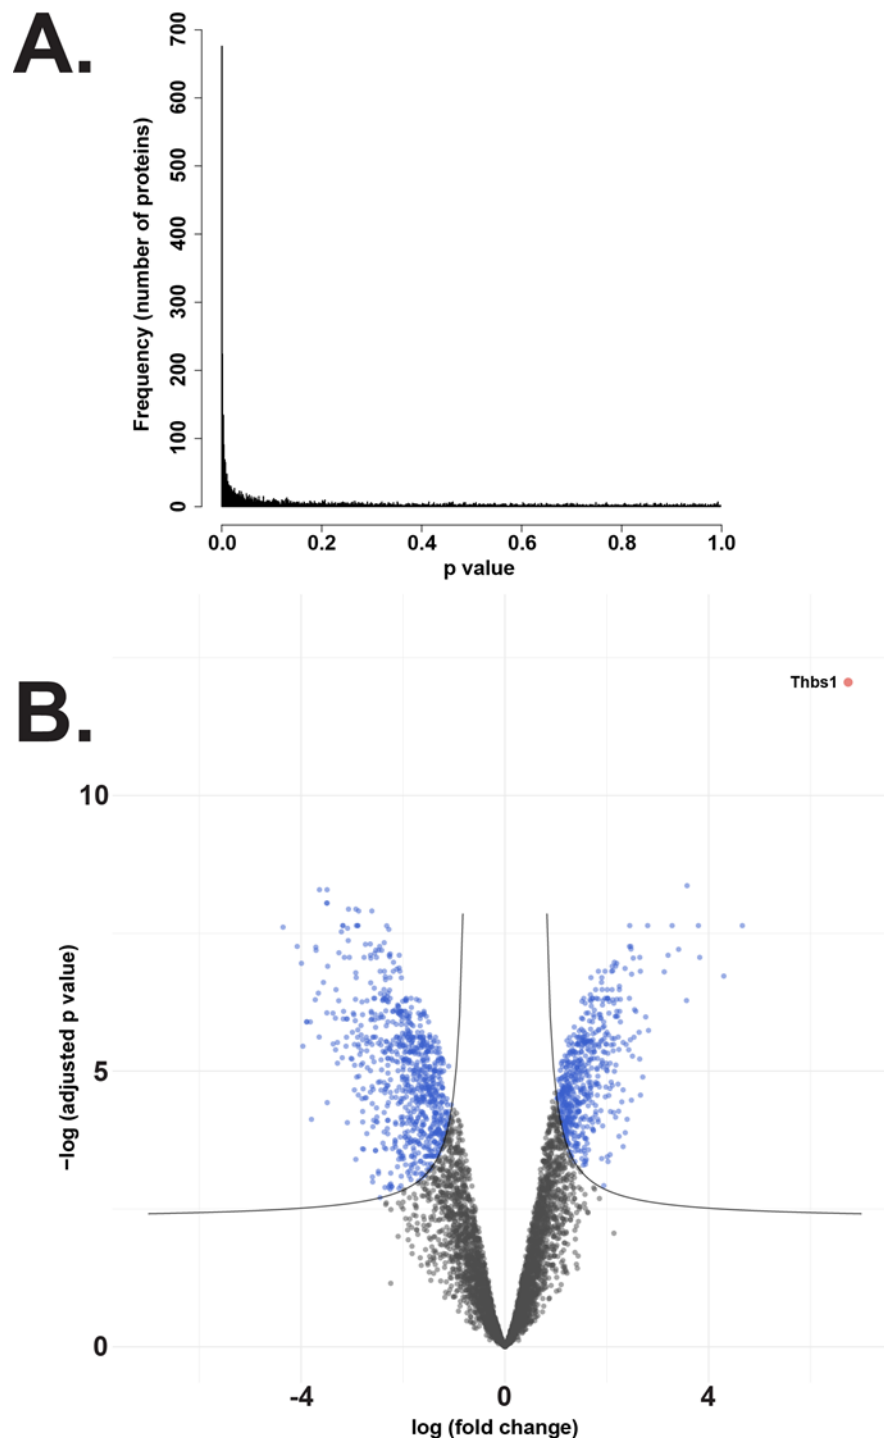 A.
Frequency (number of proteins)
700
600
500
400
300
200
100
0
0.0 0.2 0.4 0.6 0.8 1.0
p value
B.
Thbs1
−log (adjusted p value)
10
5
0
-4 0 4
log (fold change)